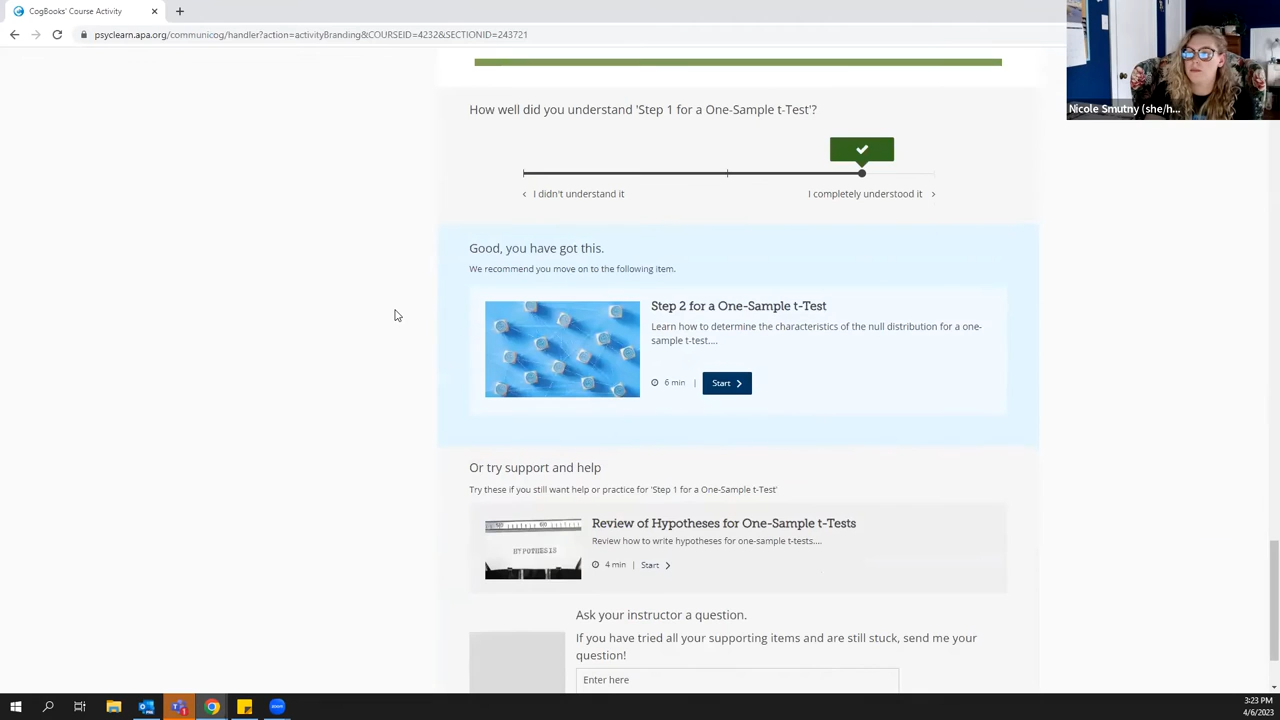 CogBooks' Course Activity
psyclearn.apa.org/communicog/handler?action=activityBranding&COURSEID=4232&SECTIONID=243721
Nicole Smutny (she/h...
How well did you understand 'Step 1 for a One-Sample t-Test'?
I didn't understand it
I completely understood it
Good, you have got this.
We recommend you move on to the following item.
Step 2 for a One-Sample t-Test
Learn how to determine the characteristics of the null distribution for a one-
sample t-test....
6 min | Start
Or try support and help
Try these if you still want help or practice for 'Step 1 for a One-Sample t-Test'
HYPOTHESIS
Review of Hypotheses for One-Sample t-Tests
Review how to write hypotheses for one-sample t-tests....
4 min | Start
Ask your instructor a question.
If you have tried all your supporting items and are still stuck, send me your
question!
Enter here
3:23 PM
4/6/2023